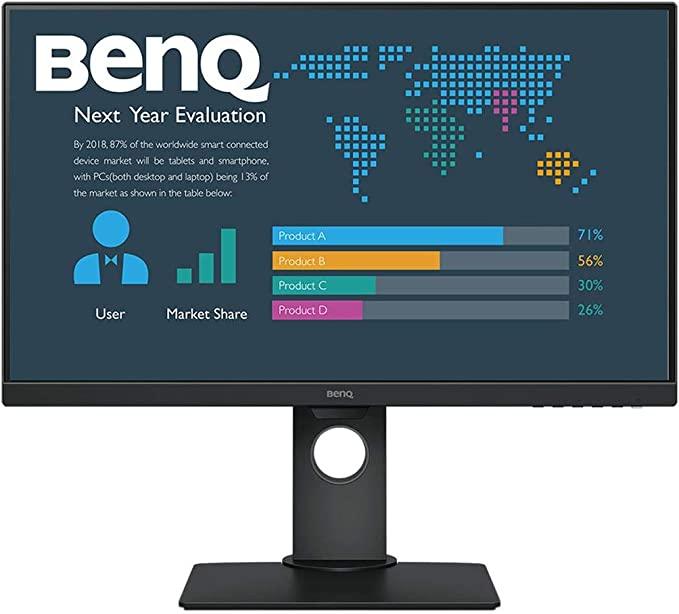 BenQ
Next Year Evaluation
By 2018, 87% of the worldwide smart connected
device market will be tablets and smartphone,
with PCs(both desktop and laptop) being 13% of
the market as shown in the table below:
User
Market Share
Product A 71%
Product B 56%
Product C 30%
Product D 26%
BenQ